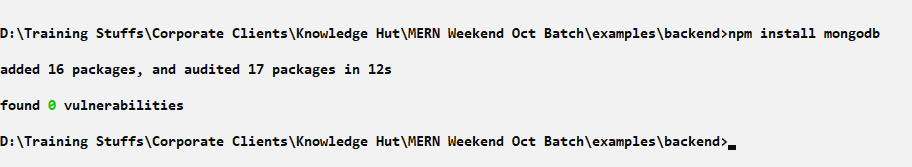 D:\Training Stuffs\Corporate Clients\Knowledge Hut\MERN Weekend Oct Batch\examples\backend>npm install mongodb
added 16 packages, and audited 17 packages in 12s
found 0 vulnerabilities
D:\Training Stuffs\Corporate Clients\Knowledge Hut\MERN Weekend Oct Batch\examples\backend>